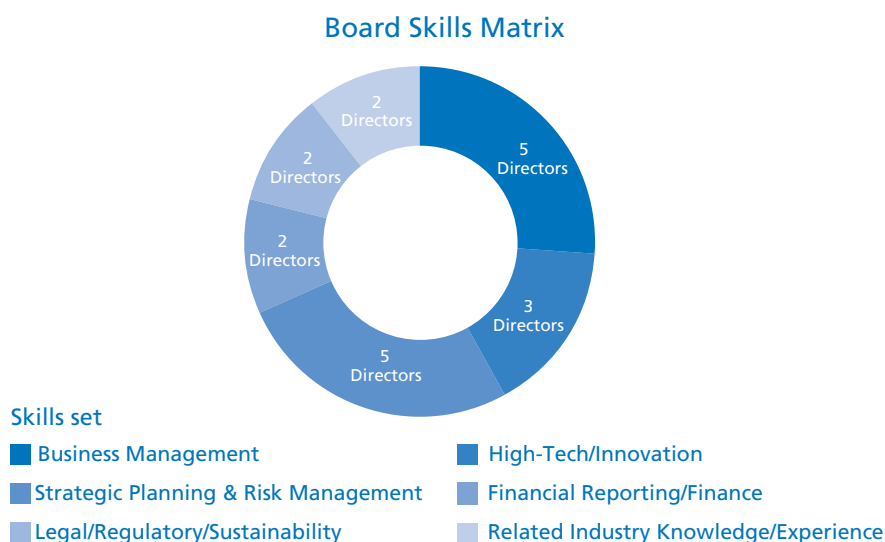 Board Skills Matrix
2
Directors
5
Directors
2
Directors
2
Directors
3
Directors
5
Directors
Skills set
Business Management
High-Tech/Innovation
Strategic Planning & Risk Management
Financial Reporting/Finance
Legal/Regulatory/Sustainability
Related Industry Knowledge/Experience